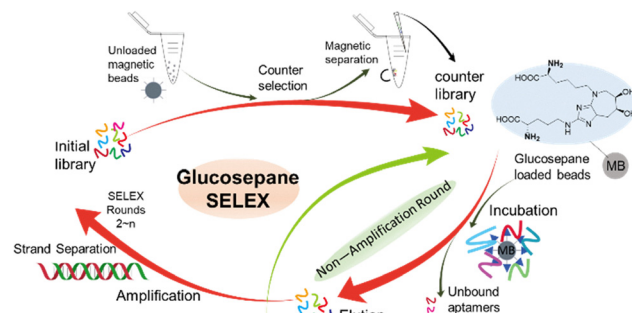 Unloaded
magnetic
beads
Magnetic
separation
Counter
selection
counter
library
NH2
HOOC
N
OH
N
N
HOOC
N
H
NH2
MB
Initial
library
Glucosepane
loaded beads
Glucosepane
SELEX
SELEX
Rounds
2~n
Non—Amplification Round
Incubation
MB
Strand Separation
Amplification
Elution
Unbound
aptamers